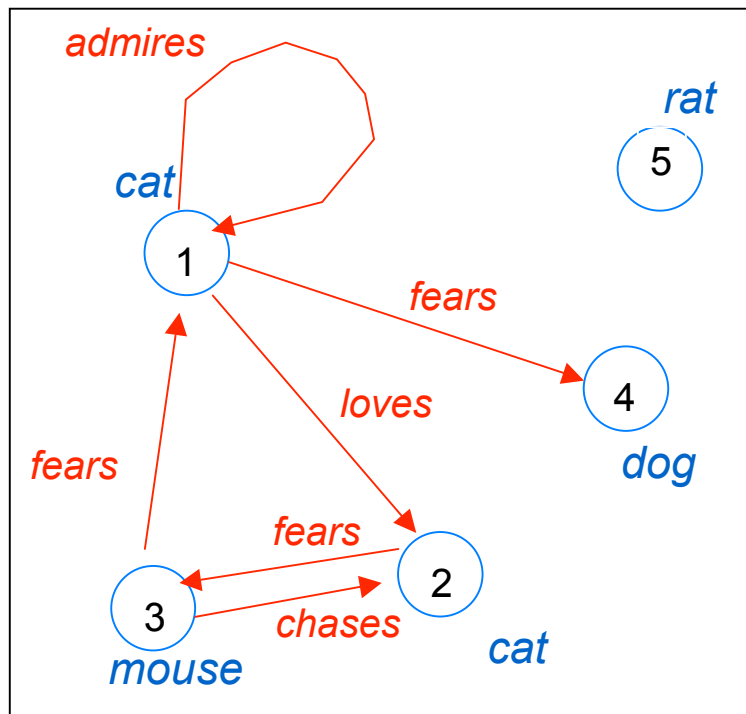 admires
rat
5
cat
1
fears
4
loves
dog
fears
fears
2
3
chases
cat
mouse